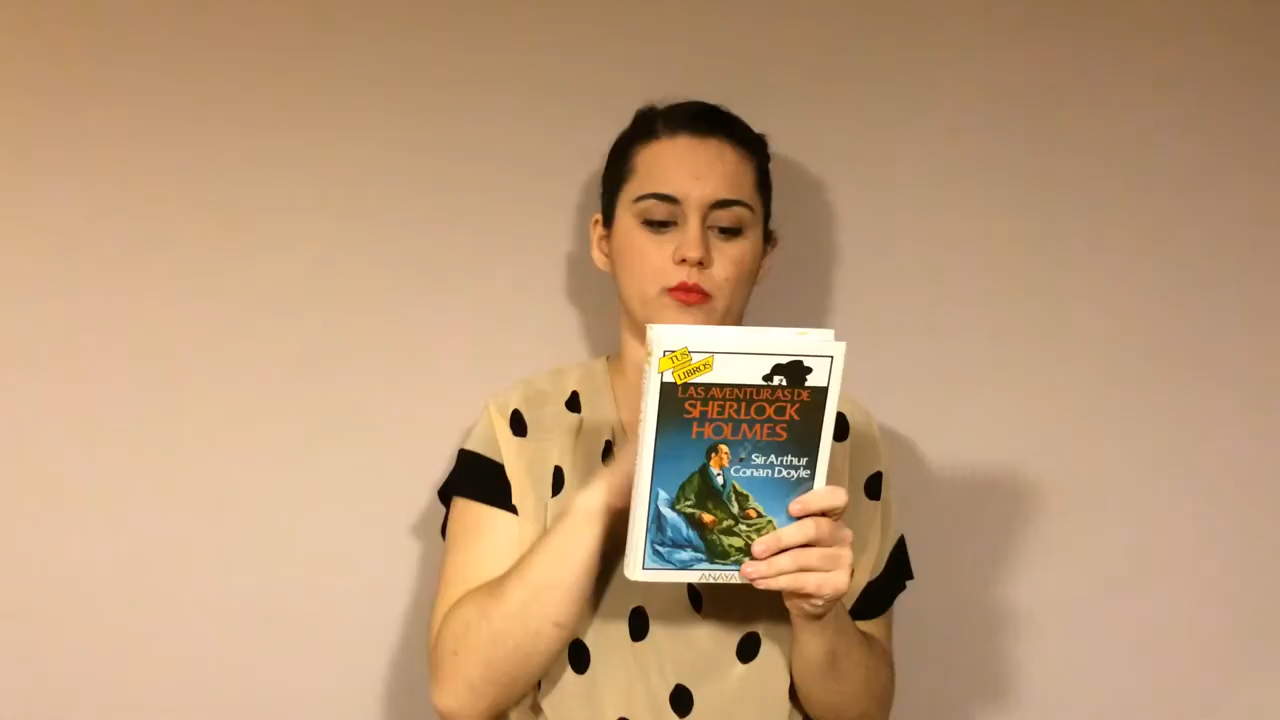 TUS
LIBROS
LAS AVENTURAS DE
SHERLOCK
HOLMES
Sir Arthur
Conan Doyle
ANAYA